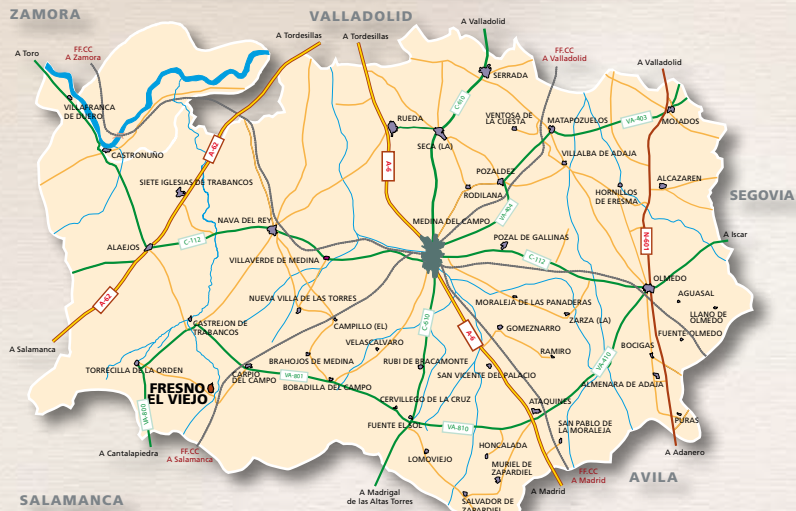 ZAMORA
VALLADOLID
A Toro
FF.CC
A Zamora
A Tordesillas
A Tordesillas
A Valladolid
FF.CC
A Valladolid
A Valladolid
SERRADA
VILLAFRANCA
DE DUERO
C-610
RUEDA
VENTOSA DE
LA CUESTA
MATAPOZUELOS
VA-403
MOJADOS
SECA (LA)
A-62
CASTRONUÑO
A-6
VILLALBA DE ADAJA
POZALDEZ
SIETE IGLESIAS DE TRABANCOS
RODILANA
HORNILLOS
DE ERESMA
ALCAZAREN
SEGOVIA
NAVA DEL REY
MEDINA DEL CAMPO
VA-404
ALAEJOS
C-112
POZAL DE GALLINAS
N-601
A Iscar
VILLAVERDE DE MEDINA
C-112
OLMEDO
A-62
NUEVA VILLA DE LAS TORRES
MORALEJA DE LAS PANADERAS
AGUASAL
LLANO DE
OLMEDO
CASTREJON DE
TRABANCOS
CAMPILLO (EL)
C-610
GOMEZNARRO
ZARZA (LA)
A-6
FUENTE OLMEDO
A Salamanca
VELASCALVARO
BOCIGAS
BRAHOJOS DE MEDINA
RUBI DE BRACAMONTE
RAMIRO
VA-410
TORRECILLA DE LA ORDEN
CARPIO
DEL CAMPO
VA-801
BOBADILLA DEL CAMPO
SAN VICENTE DEL PALACIO
ALMENARA DE ADAJA
FRESNO
EL VIEJO
CERVILLEGO DE LA CRUZ
VA-800
ATAQUINES
FUENTE EL SOL
VA-810
SAN PABLO DE
LA MORALEJA
PURAS
A Cantalapiedra
FF.CC
A Salamanca
HONCALADA
LOMOVIEJO
MURIEL DE
ZAPARDIEL
A Adanero
FF.CC
A Madrid
AVILA
A Madrigal
de las Altas Torres
A Madrid
SALAMANCA
SALVADOR DE
ZAPARDIEL